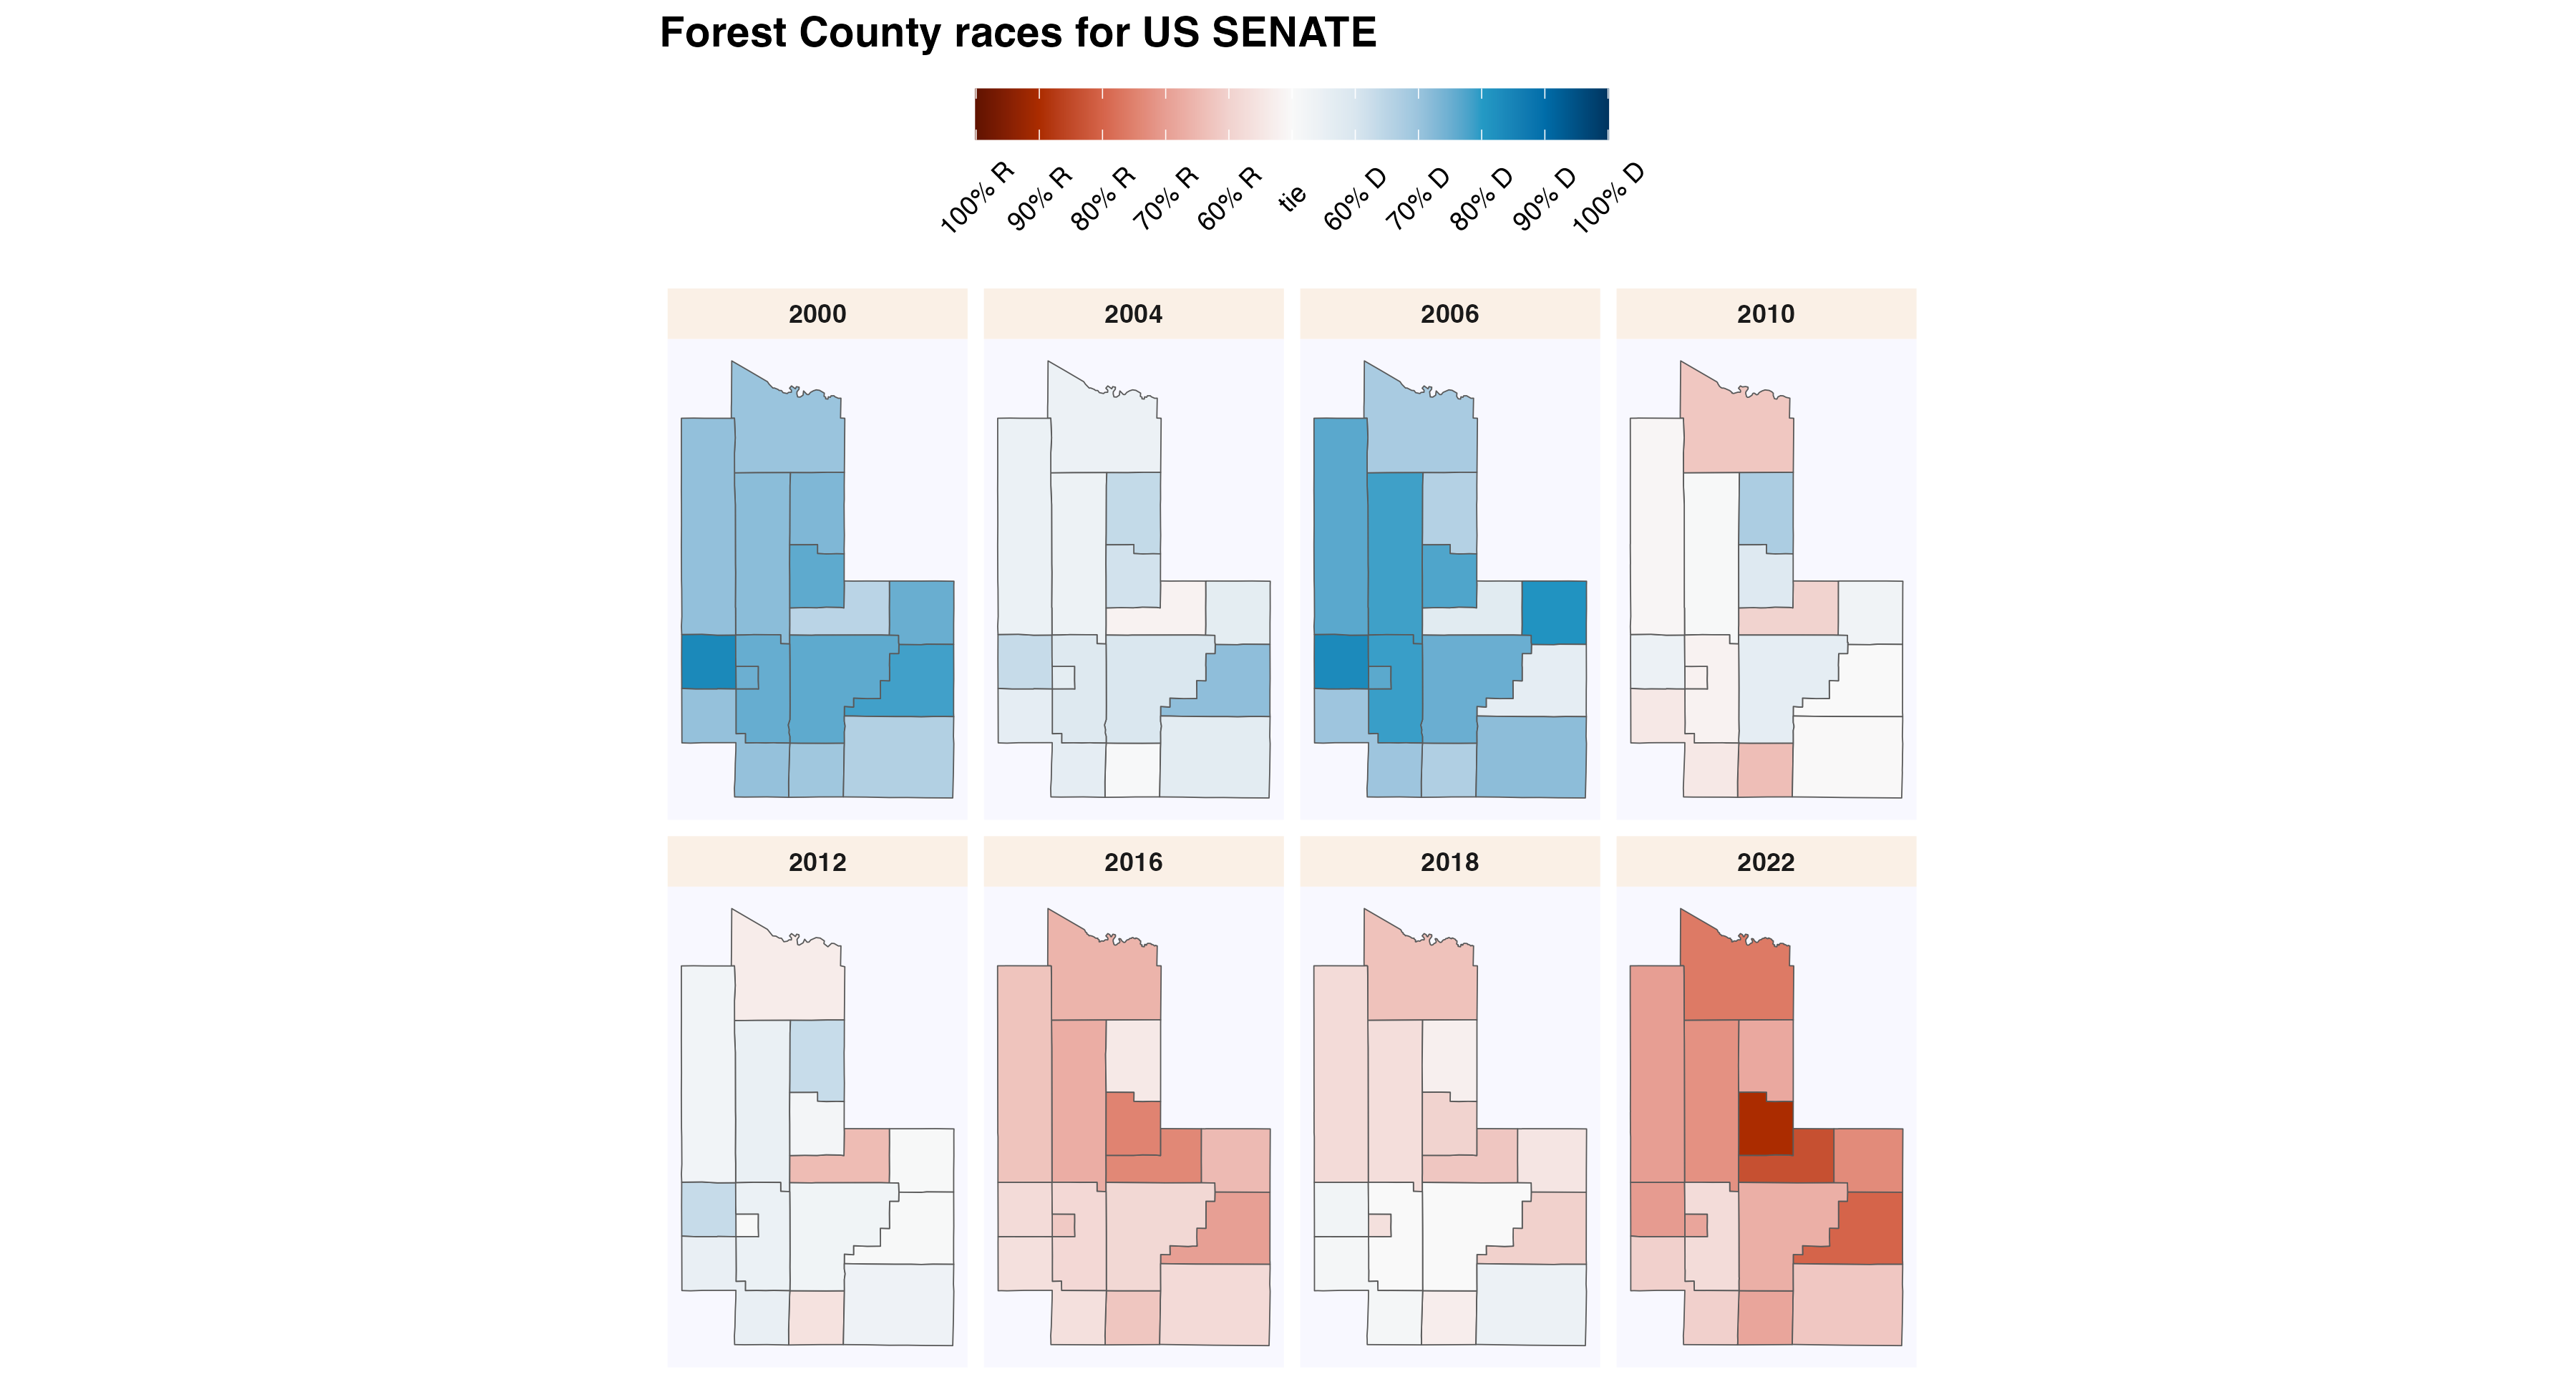 Forest County races for US SENATE
100% R
90% R
80% R
70% R
60% R
tie
60% D
70% D
80% D
90% D
100% D
2000
2004
2006
2010
2012
2016
2018
2022